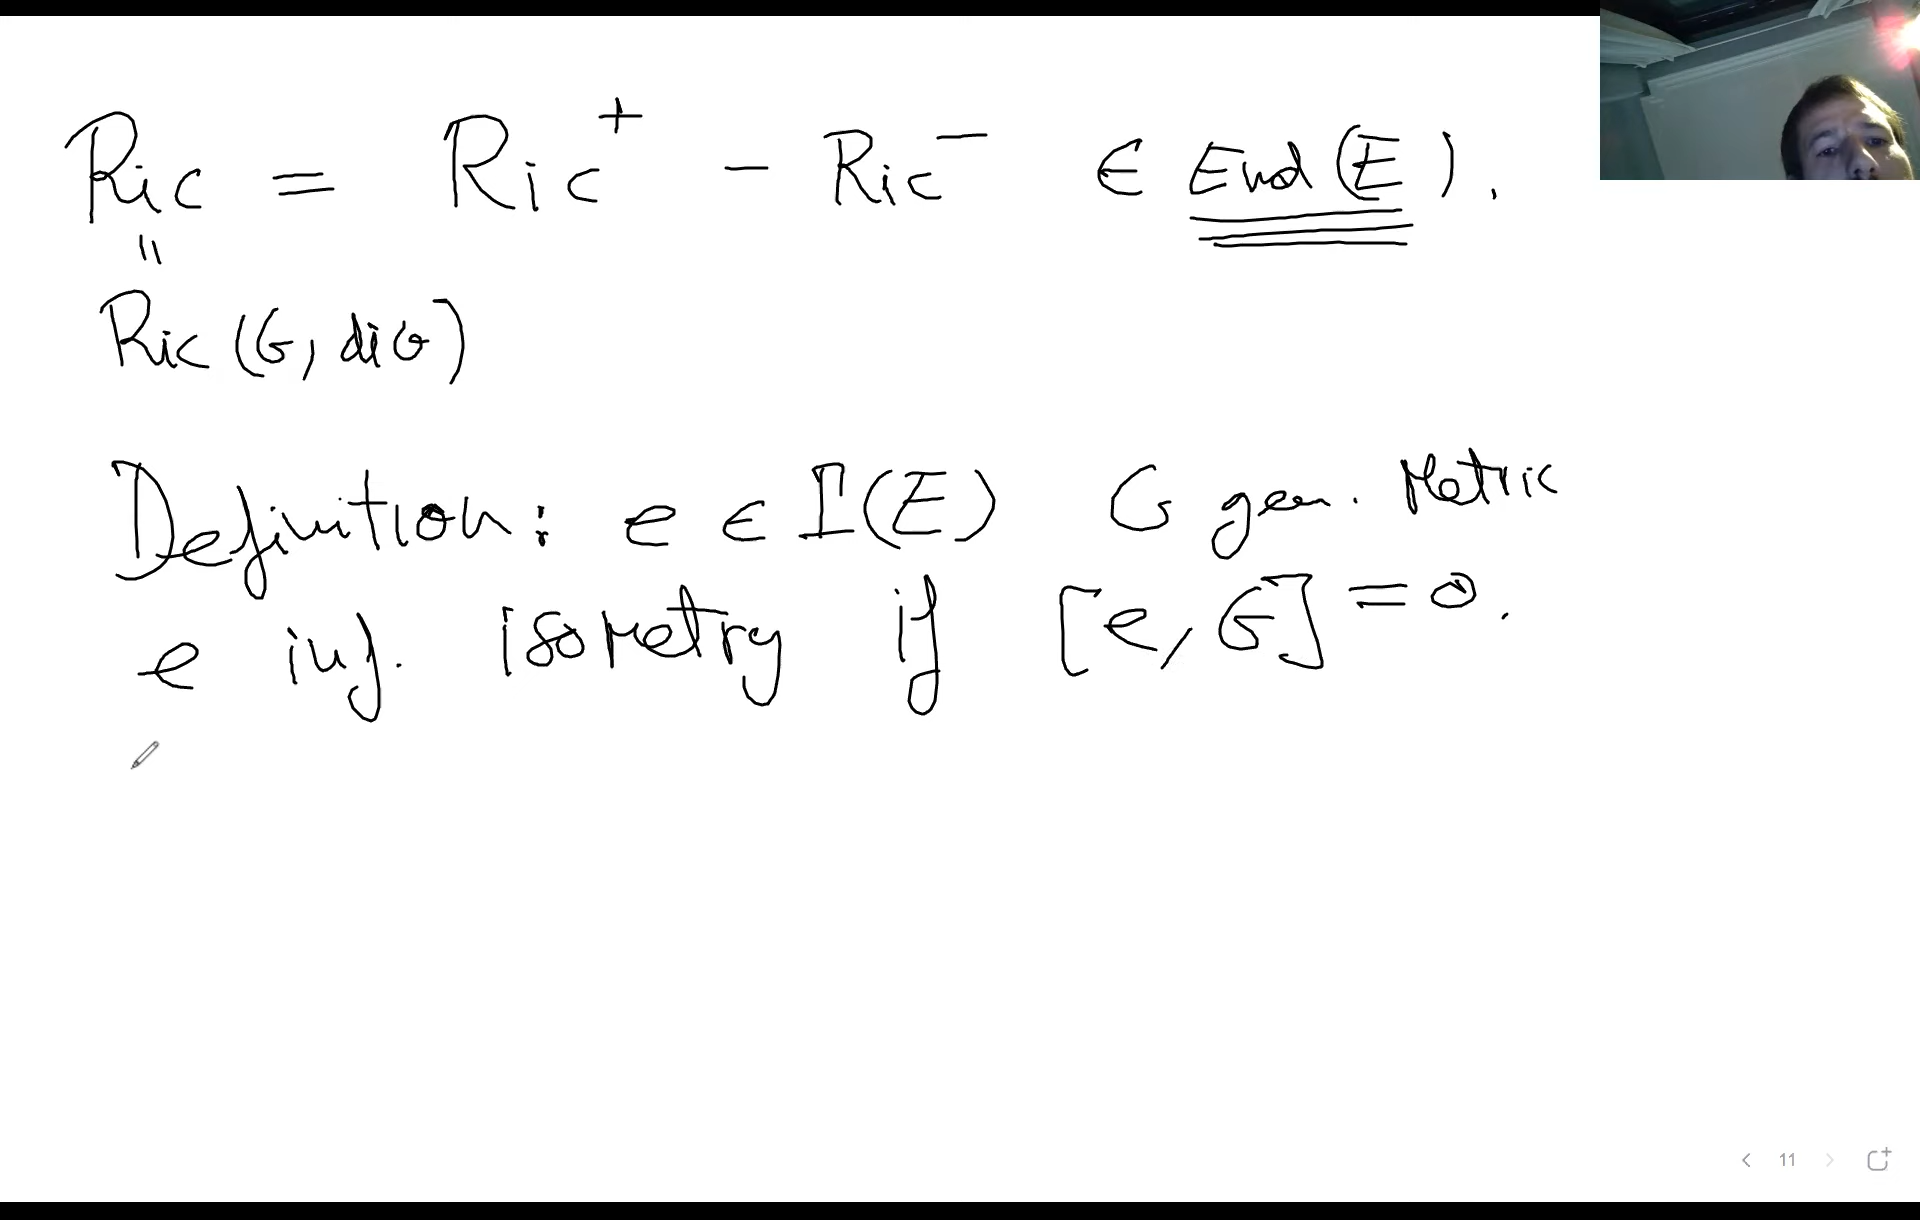 Ric = Ric⁺ - Ric⁻ ∈ End(E).
||
Ric(G, div)
Definition: e ∈ Γ(E) G gen. Metric
e inf. isometry if [e, G] = 0.
11